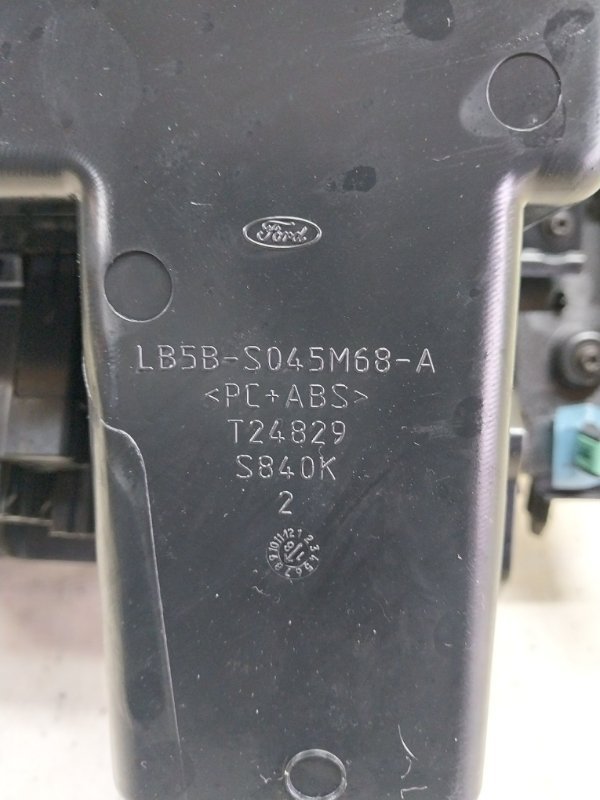 Ford
LB5B-S045M68-A
<PC+ABS>
T24829
S840K
2